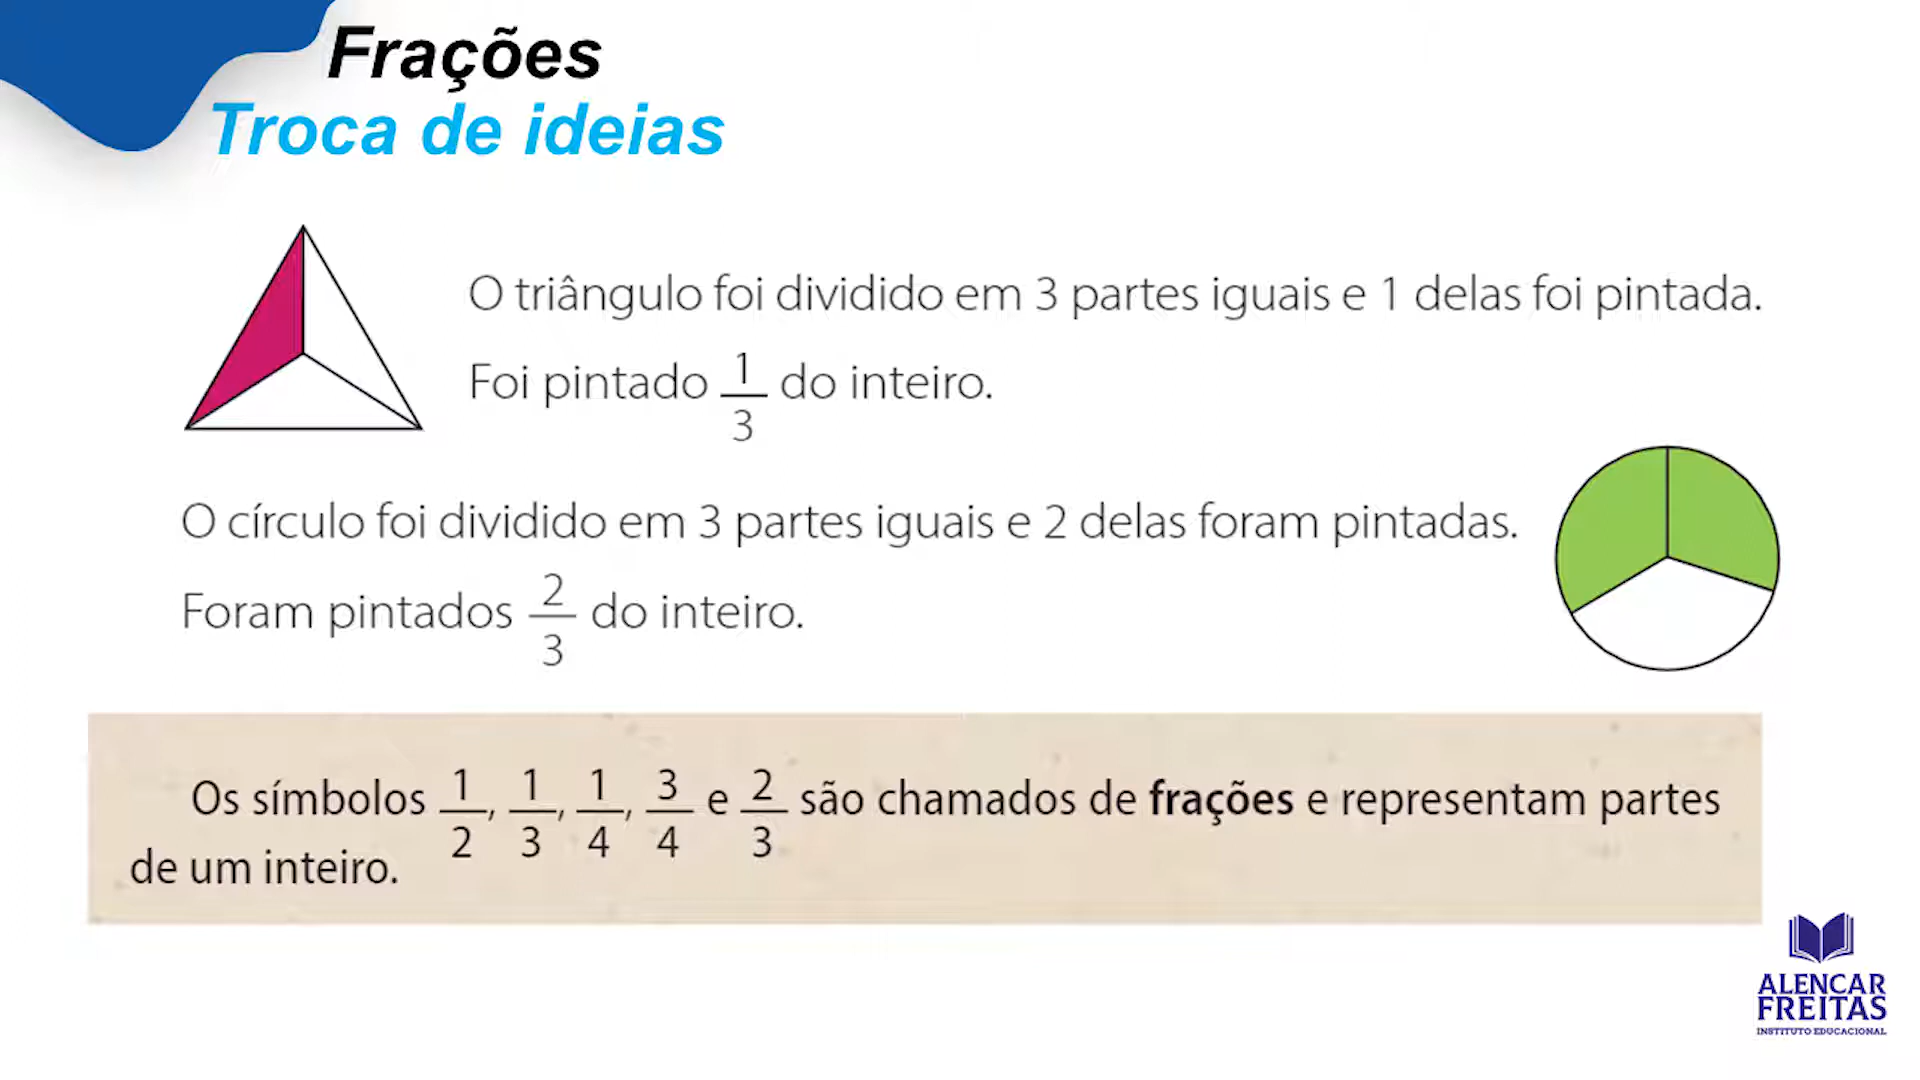 Frações
Troca de ideias
O triângulo foi dividido em 3 partes iguais e 1 delas foi pintada.
Foi pintado 1/3 do inteiro.
O círculo foi dividido em 3 partes iguais e 2 delas foram pintadas.
Foram pintados 2/3 do inteiro.
Os símbolos 1/2, 1/3, 1/4, 3/4 e 2/3 são chamados de frações e representam partes
de um inteiro.
ALENCAR
FREITAS
INSTITUTO EDUCACIONAL